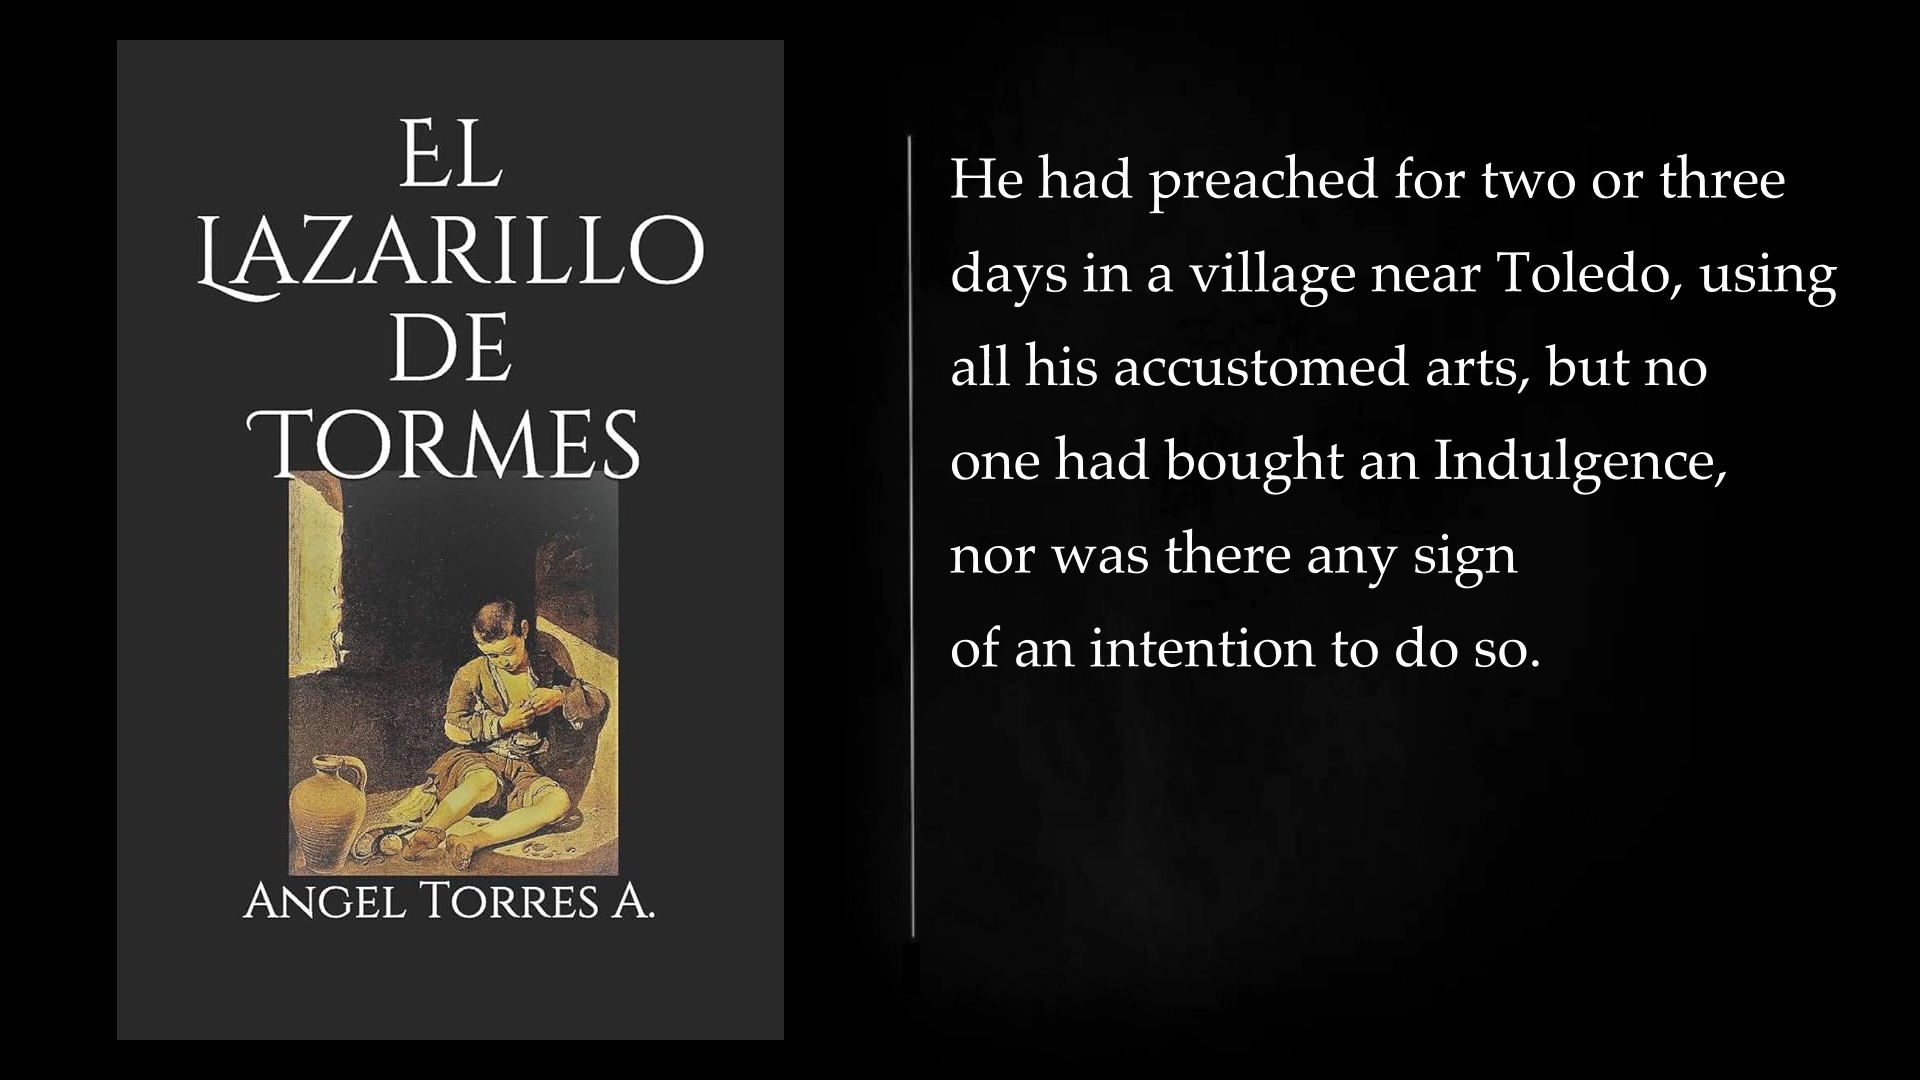 EL
LAZARILLO
DE
TORMES
ANGEL TORRES A.
He had preached for two or three
days in a village near Toledo, using
all his accustomed arts, but no
one had bought an Indulgence,
nor was there any sign
of an intention to do so.